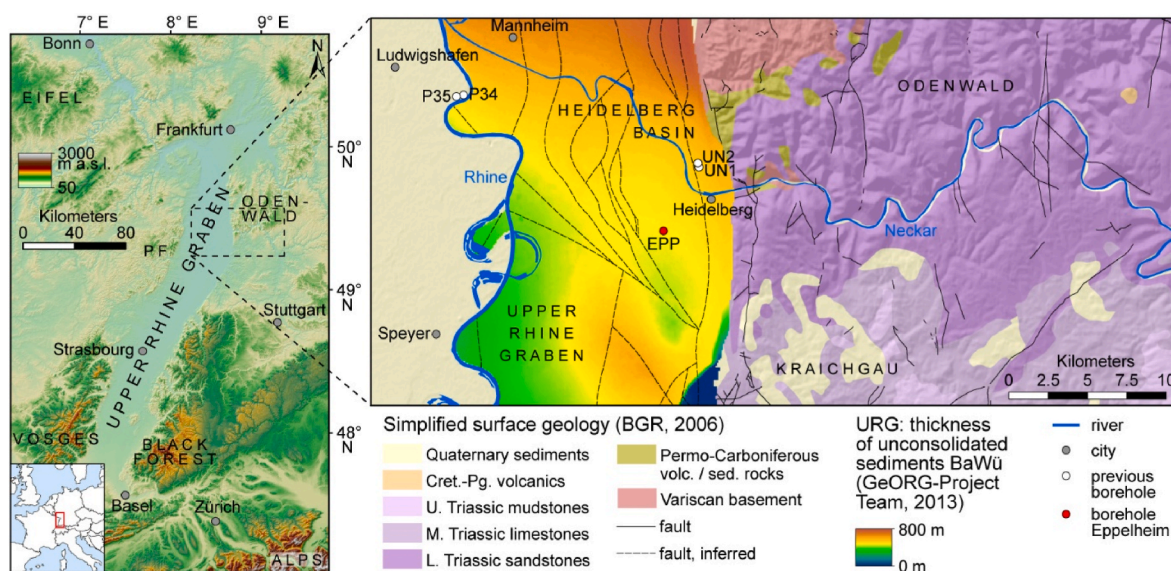 7° E
8° E
9° E
Bonn
N
EIFEL
Frankfurt
50°
N
3000
m a.s.l.
50
Kilometers
0 40 80
ODEN-
WALD
PF
UPPER RHINE GRABEN
49°
N
Stuttgart
Strasbourg
48°
N
VOSGES
BLACK
FOREST
Basel
Zürich
ALPS
Mannheim
Ludwigshafen
P35
P34
HEIDELBERG
BASIN
ODENWALD
UN2
UN1
Rhine
Heidelberg
Neckar
EPP
UPPER
RHINE
GRABEN
Speyer
KRAICHGAU
Kilometers
0 2.5 5 7.5 10
Simplified surface geology (BGR, 2006)
Quaternary sediments
Cret.-Pg. volcanics
U. Triassic mudstones
M. Triassic limestones
L. Triassic sandstones
Permo-Carboniferous
volc. / sed. rocks
Variscan basement
fault
fault, inferred
URG: thickness
of unconsolidated
sediments BaWü
(GeORG-Project
Team, 2013)
800 m
0 m
river
city
previous
borehole
borehole
Eppelheim